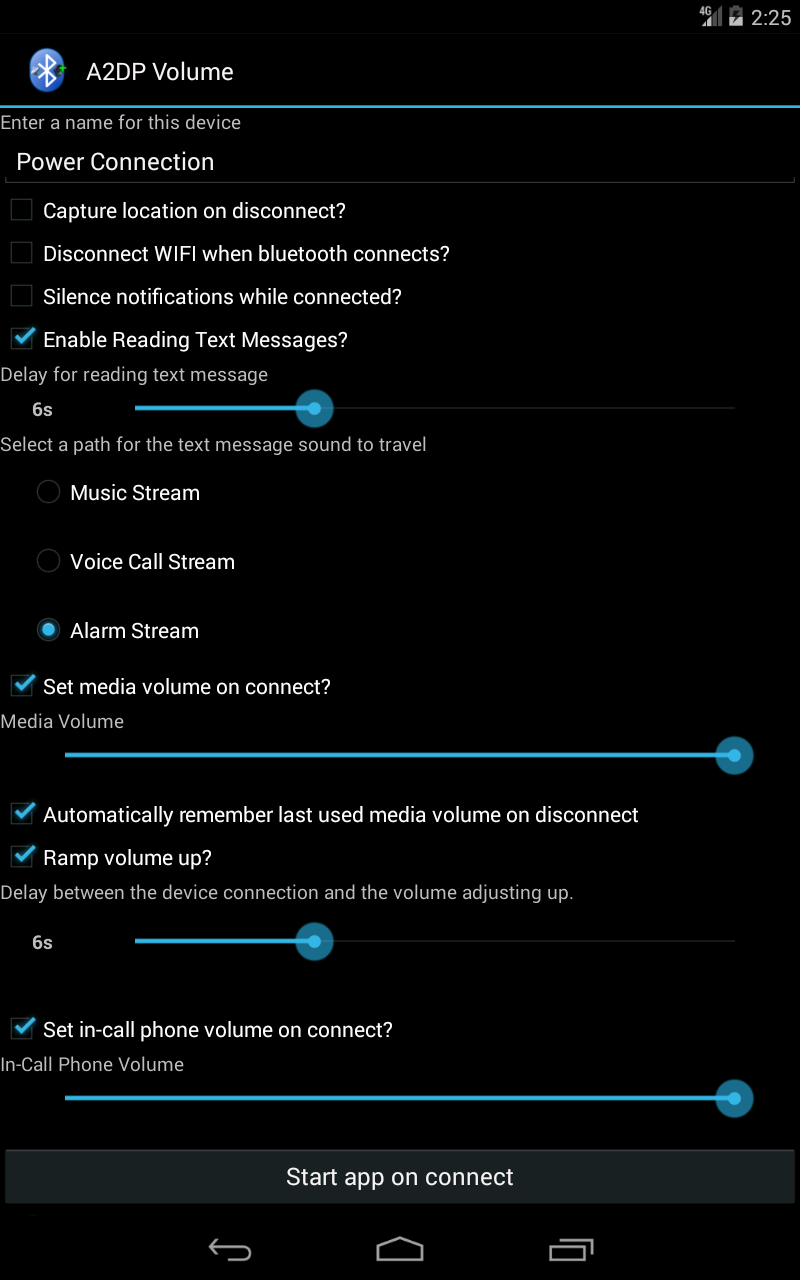 4G 2:25
A2DP Volume
Enter a name for this device
Power Connection
Capture location on disconnect?
Disconnect WIFI when bluetooth connects?
Silence notifications while connected?
Enable Reading Text Messages?
Delay for reading text message
6s
Select a path for the text message sound to travel
Music Stream
Voice Call Stream
Alarm Stream
Set media volume on connect?
Media Volume
Automatically remember last used media volume on disconnect
Ramp volume up?
Delay between the device connection and the volume adjusting up.
6s
Set in-call phone volume on connect?
In-Call Phone Volume
Start app on connect